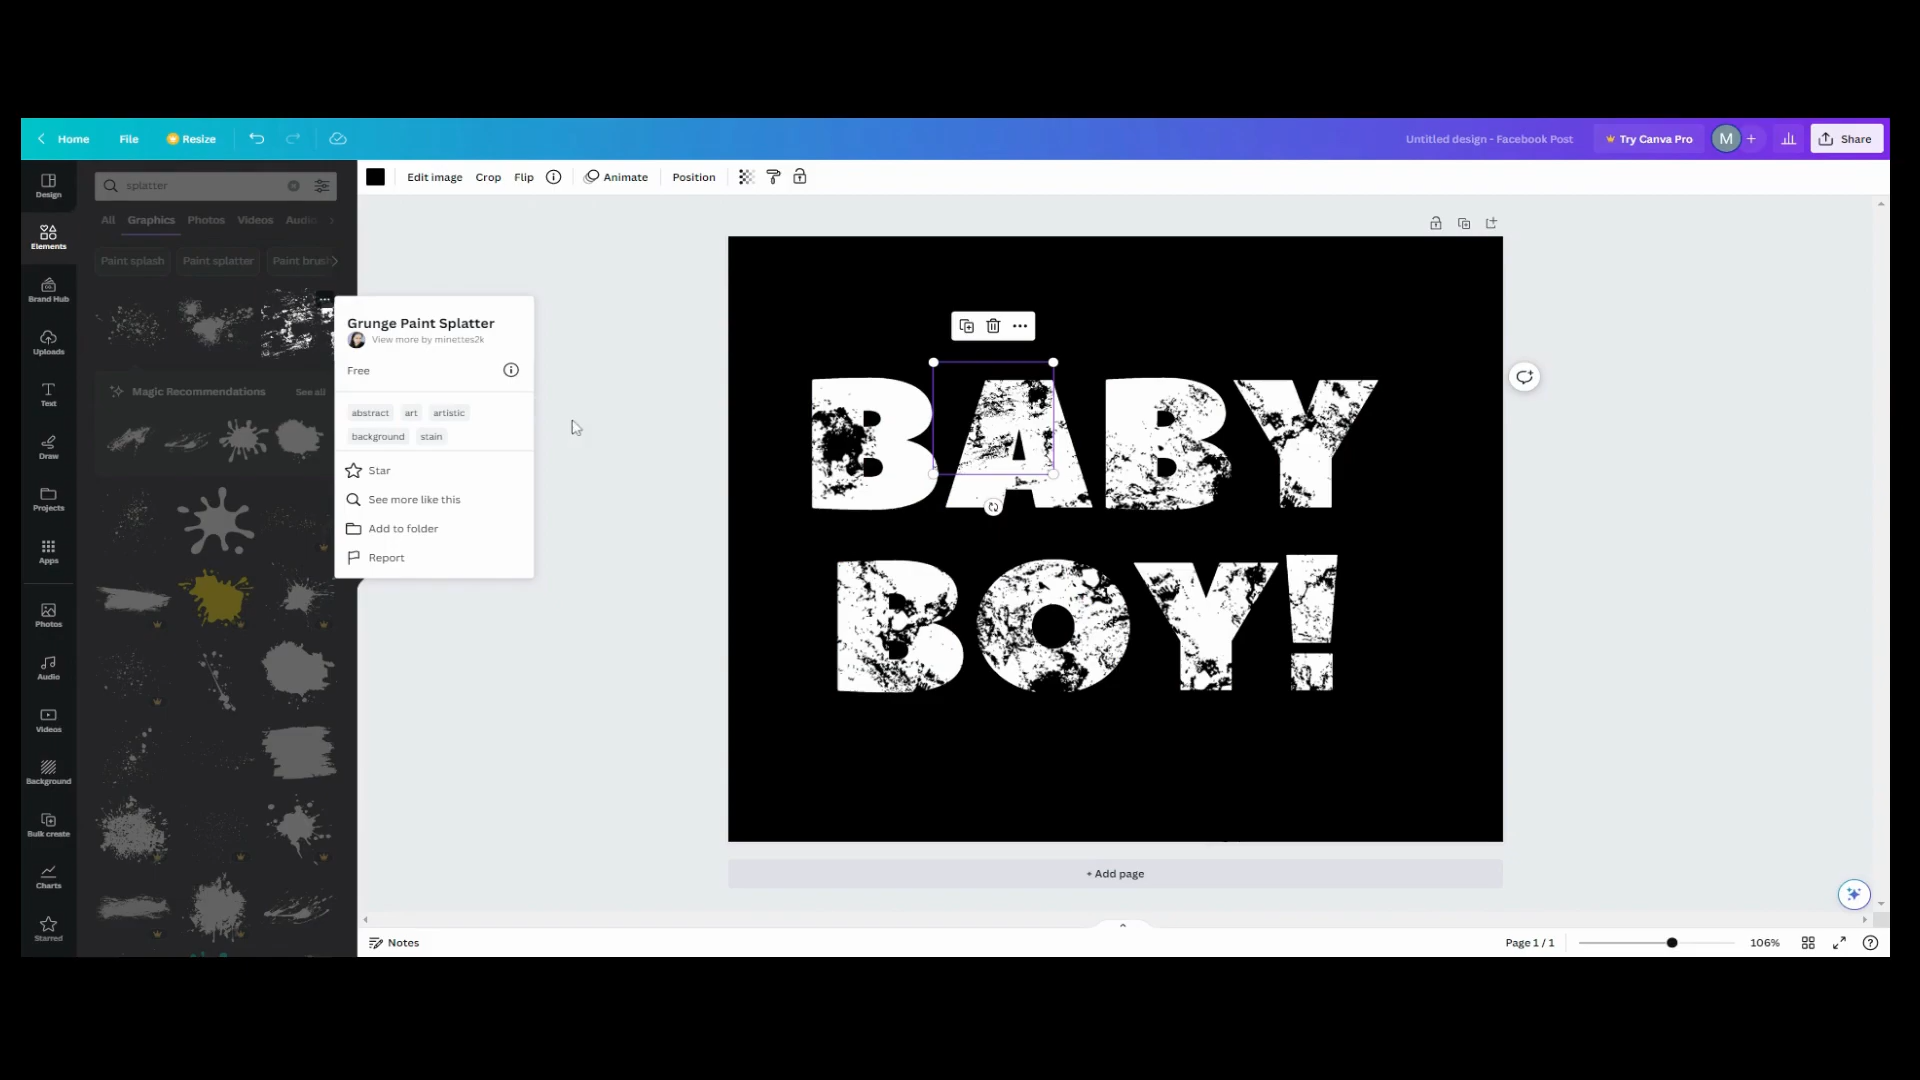 Home File Resize
Untitled design - Facebook Post Try Canva Pro M + Share
Design
Elements
Brand Hub
Uploads
Text
Draw
Projects
Apps
Photos
Audio
Videos
Background
Bulk create
Charts
Starred
splatter
All Graphics Photos Videos Audio
Paint splash Paint splatter Paint brush
Magic Recommendations See all
Grunge Paint Splatter
View more by minettes2k
Free
abstract art artistic
background stain
Star
See more like this
Add to folder
Report
Edit image Crop Flip Animate Position
BABY
BOY!
+ Add page
Notes
Page 1 / 1 106%